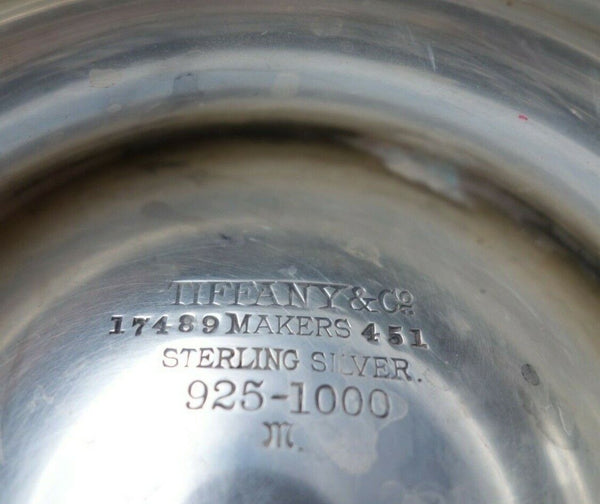 TIFFANY & Co
17489 MAKERS 451
STERLING SILVER.
925-1000
M